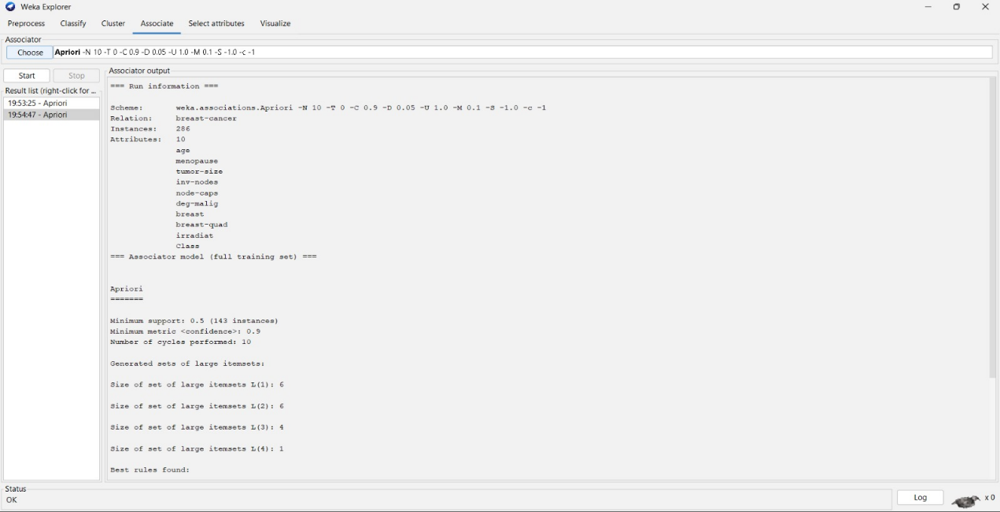 Weka Explorer
Preprocess Classify Cluster Associate Select attributes Visualize
Associator
Choose Apriori -N 10 -T 0 -C 0.9 -D 0.05 -U 1.0 -M 0.1 -S -1.0 -c -1
Start Stop
Result list (right-click for ...
19:53:25 - Apriori
19:54:47 - Apriori
Associator output
=== Run information ===
Scheme: weka.associations.Apriori -N 10 -T 0 -C 0.9 -D 0.05 -U 1.0 -M 0.1 -S -1.0 -c -1
Relation: breast-cancer
Instances: 286
Attributes: 10
age
menopause
tumor-size
inv-nodes
node-caps
deg-malig
breast
breast-quad
irradiat
Class
=== Associator model (full training set) ===
Apriori
=======
Minimum support: 0.5 (143 instances)
Minimum metric <confidence>: 0.9
Number of cycles performed: 10
Generated sets of large itemsets:
Size of set of large itemsets L(1): 6
Size of set of large itemsets L(2): 6
Size of set of large itemsets L(3): 4
Size of set of large itemsets L(4): 1
Best rules found:
Status
OK
Log x 0